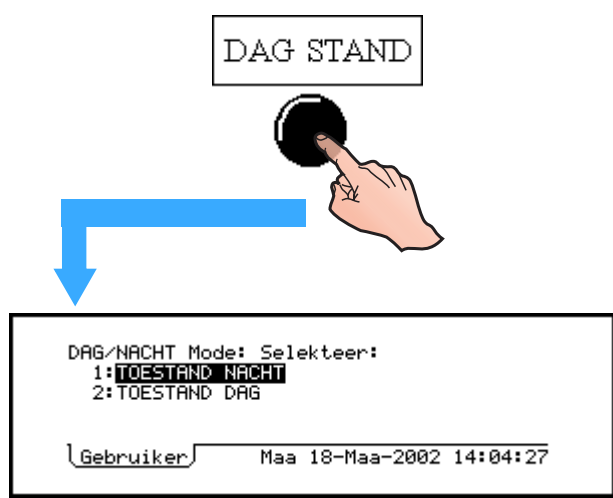 DAG STAND
DAG/NACHT Mode: Selekteer:
1:TOESTAND NACHT
2:TOESTAND DAG
Gebruiker Maa 18-Maa-2002 14:04:27